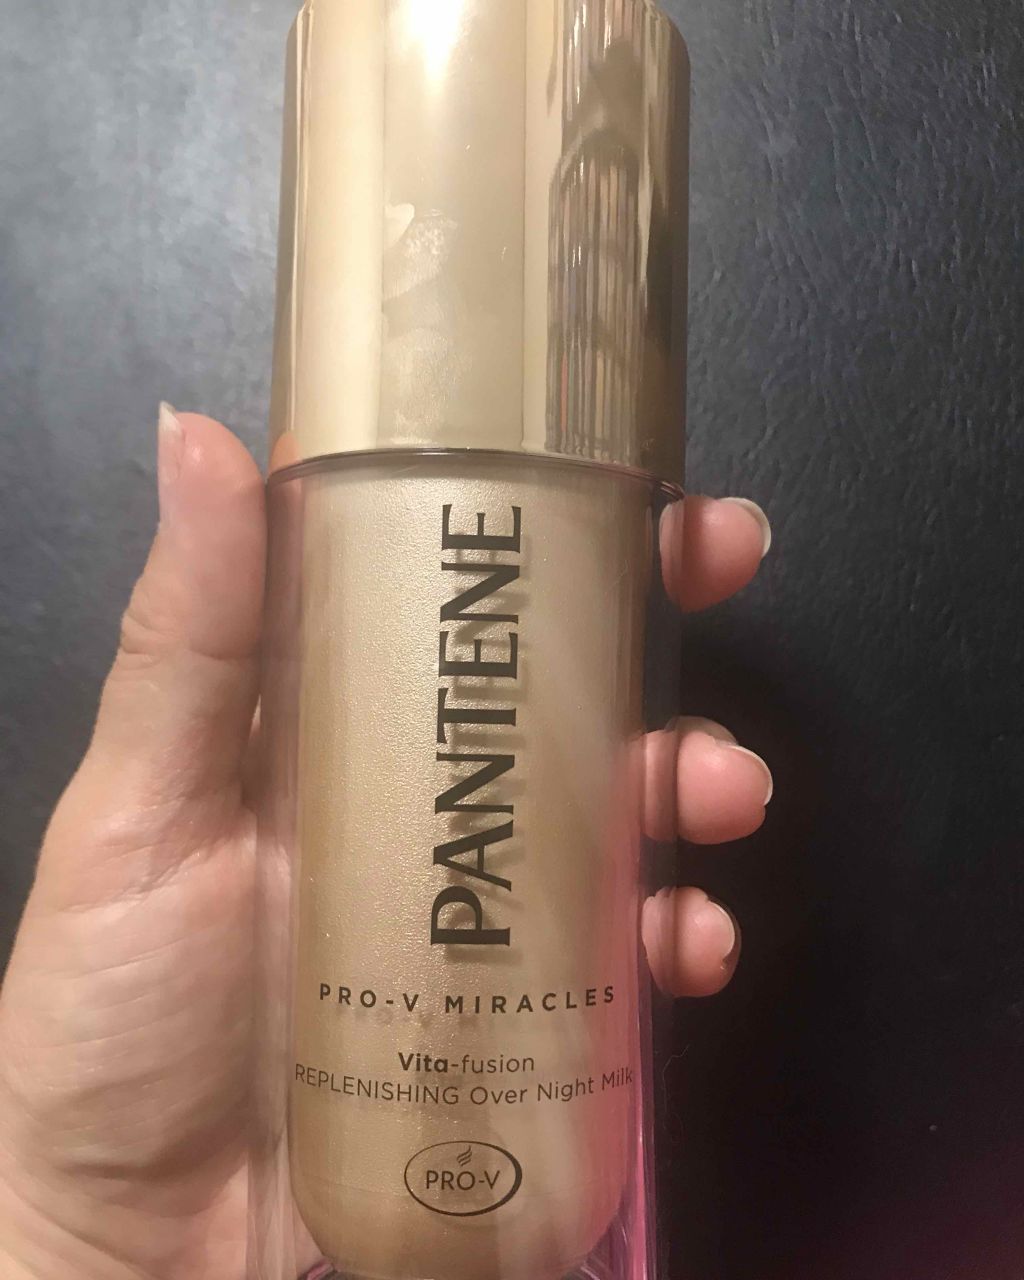 PANTENE
PRO-V MIRACLES
Vita-fusion
REPLENISHING Over Night Milk
PRO-V